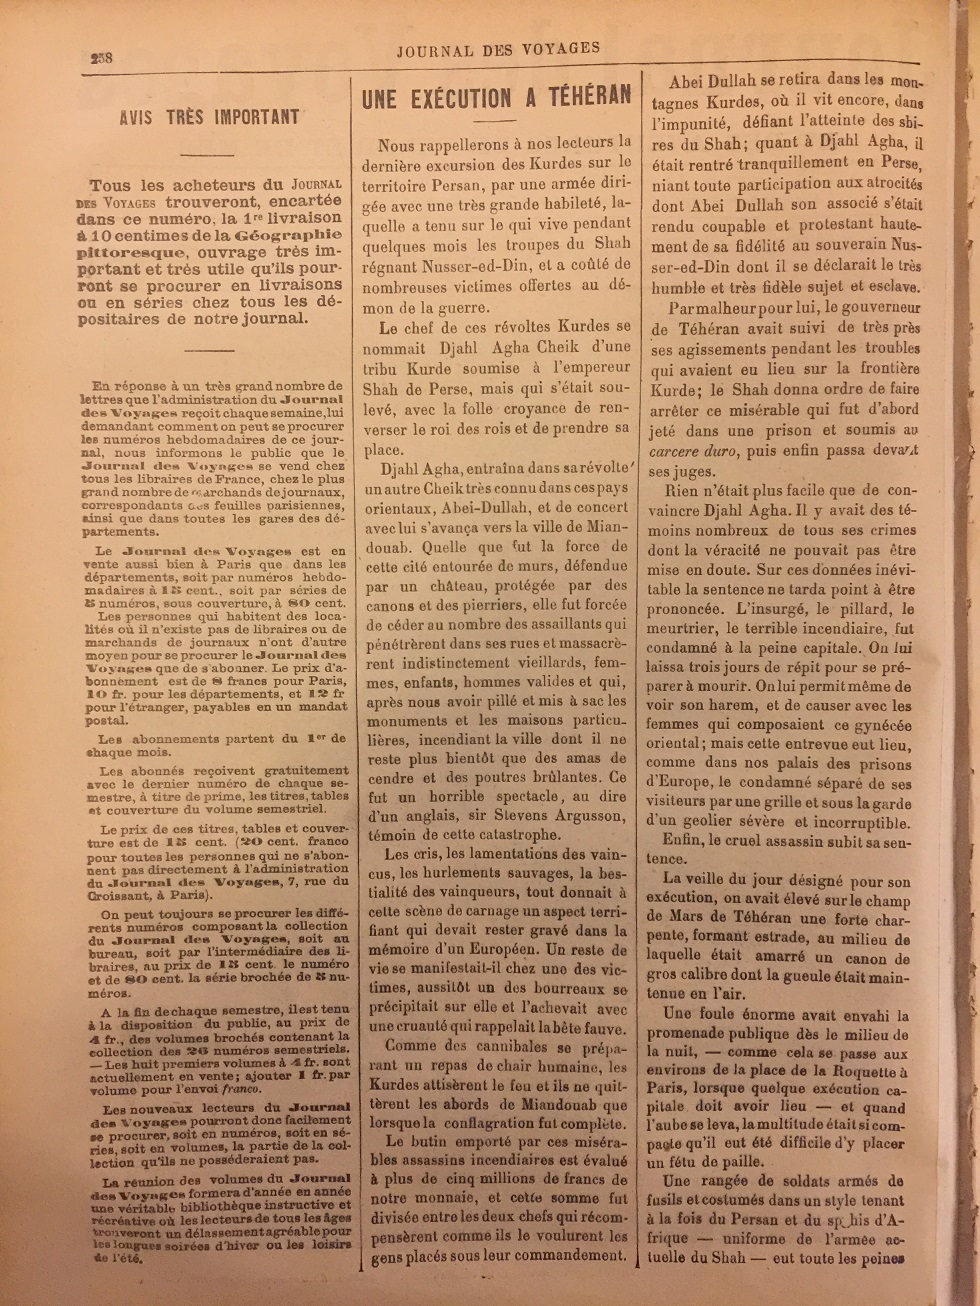 258
JOURNAL DES VOYAGES
AVIS TRÈS IMPORTANT
Tous les acheteurs du JOURNAL
DES VOYAGES trouveront, encartée
dans ce numéro, la 1re livraison
à 10 centimes de la Géographie
pittoresque, ouvrage très im-
portant et très utile qu'ils pour-
ront se procurer en livraisons
ou en séries chez tous les dé-
positaires de notre journal.
En réponse à un très grand nombre de
lettres que l'administration du Journal
des Voyages reçoit chaque semaine, lui
demandant comment on peut se procurer
les numéros hebdomadaires de ce jour-
nal, nous informons le public que le
Journal des Voyages se vend chez
tous les libraires de France, chez le plus
grand nombre de marchands de journaux,
correspondants des feuilles parisiennes,
ainsi que dans toutes les gares des dé-
partements.
Le Journal des Voyages est en
vente aussi bien à Paris que dans les
départements, soit par numéros hebdo-
madaires à 15 cent., soit par séries de
5 numéros, sous couverture, à 80 cent.
Les personnes qui habitent des loca-
lités où il n'existe pas de libraires ou de
marchands de journaux n'ont d'autre
moyen pour se procurer le Journal des
Voyages que de s'abonner. Le prix d'a-
bonnement est de 8 francs pour Paris,
10 fr. pour les départements, et 12 fr
pour l'étranger, payables en un mandat
postal.
Les abonnements partent du 1er de
chaque mois.
Les abonnés reçoivent gratuitement
avec le dernier numéro de chaque se-
mestre, à titre de prime, les titres, tables
et couverture du volume semestriel.
Le prix de ces titres, tables et couver-
ture est de 15 cent. (20 cent. franco
pour toutes les personnes qui ne s'abon-
nent pas directement à l'administration
du Journal des Voyages, 7, rue du
Croissant, à Paris).
On peut toujours se procurer les diffé-
rents numéros composant la collection
du Journal des Voyages, soit au
bureau, soit par l'intermédiaire des li-
braires, au prix de 15 cent. le numéro
et de 80 cent. la série brochée de 5 nu-
méros.
A la fin de chaque semestre, il est tenu
à la disposition du public, au prix de
4 fr., des volumes brochés contenant la
collection des 26 numéros semestriels.
— Les huit premiers volumes à 4 fr. sont
actuellement en vente; ajouter 1 fr. par
volume pour l'envoi franco.
Les nouveaux lecteurs du Journal
des Voyages pourront donc facilement
se procurer, soit en numéros, soit en sé-
ries, soit en volumes, la partie de la col-
lection qu'ils ne posséderaient pas.
La réunion des volumes du Journal
des Voyages formera d'année en année
une véritable bibliothèque instructive et
récréative où les lecteurs de tous les âges
trouveront un délassement agréable pour
les longues soirées d'hiver ou les loisirs
de l'été.
UNE EXÉCUTION A TÉHÉRAN
Nous rappellerons à nos lecteurs la
dernière excursion des Kurdes sur le
territoire Persan, par une armée diri-
gée avec une très grande habileté, la-
quelle a tenu sur le qui vive pendant
quelques mois les troupes du Shah
régnant Nusser-ed-Din, et a coûté de
nombreuses victimes offertes au dé-
mon de la guerre.
Le chef de ces révoltes Kurdes se
nommait Djahl Agha Cheik d'une
tribu Kurde soumise à l'empereur
Shah de Perse, mais qui s'était sou-
levé, avec la folle croyance de ren-
verser le roi des rois et de prendre sa
place.
Djahl Agha, entraîna dans sa révolte
un autre Cheik très connu dans ces pays
orientaux, Abei-Dullah, et de concert
avec lui s'avança vers la ville de Mian-
douab. Quelle que fut la force de
cette cité entourée de murs, défendue
par un château, protégée par des
canons et des pierriers, elle fut forcée
de céder au nombre des assaillants qui
pénétrèrent dans ses rues et massacrè-
rent indistinctement vieillards, fem-
mes, enfants, hommes valides et qui,
après nous avoir pillé et mis à sac les
monuments et les maisons particu-
lières, incendiant la ville dont il ne
reste plus bientôt que des amas de
cendre et des poutres brûlantes. Ce
fut un horrible spectacle, au dire
d'un anglais, sir Stevens Argusson,
témoin de cette catastrophe.
Les cris, les lamentations des vain-
cus, les hurlements sauvages, la bes-
tialité des vainqueurs, tout donnait à
cette scène de carnage un aspect terri-
fiant qui devait rester gravé dans la
mémoire d'un Européen. Un reste de
vie se manifestait-il chez une des vic-
times, aussitôt un des bourreaux se
précipitait sur elle et l'achevait avec
une cruauté qui rappelait la bête fauve.
Comme des cannibales se prépa-
rant un repas de chair humaine, les
Kurdes attisèrent le feu et ils ne quit-
tèrent les abords de Miandouab que
lorsque la conflagration fut complète.
Le butin emporté par ces miséra-
bles assassins incendiaires est évalué
à plus de cinq millions de francs de
notre monnaie, et cette somme fut
divisée entre les deux chefs qui récom-
pensèrent comme ils le voulurent les
gens placés sous leur commandement.
Abei Dullah se retira dans les mon-
tagnes Kurdes, où il vit encore, dans
l'impunité, défiant l'atteinte des sbi-
res du Shah; quant à Djahl Agha, il
était rentré tranquillement en Perse,
niant toute participation aux atrocités
dont Abei Dullah son associé s'était
rendu coupable et protestant haute-
ment de sa fidélité au souverain Nus-
ser-ed-Din dont il se déclarait le très
humble et très fidèle sujet et esclave.
Par malheur pour lui, le gouverneur
de Téhéran avait suivi de très près
ses agissements pendant les troubles
qui avaient eu lieu sur la frontière
Kurde; le Shah donna ordre de faire
arrêter ce misérable qui fut d'abord
jeté dans une prison et soumis au
carcere duro, puis enfin passa devant
ses juges.
Rien n'était plus facile que de con-
vaincre Djahl Agha. Il y avait des té-
moins nombreux de tous ses crimes
dont la véracité ne pouvait pas être
mise en doute. Sur ces données inévi-
table la sentence ne tarda point à être
prononcée. L'insurgé, le pillard, le
meurtrier, le terrible incendiaire, fut
condamné à la peine capitale. On lui
laissa trois jours de répit pour se pré-
parer à mourir. On lui permit même de
voir son harem, et de causer avec les
femmes qui composaient ce gynécée
oriental; mais cette entrevue eut lieu,
comme dans nos palais des prisons
d'Europe, le condamné séparé de ses
visiteurs par une grille et sous la garde
d'un geolier sévère et incorruptible.
Enfin, le cruel assassin subit sa sen-
tence.
La veille du jour désigné pour son
exécution, on avait élevé sur le champ
de Mars de Téhéran une forte char-
pente, formant estrade, au milieu de
laquelle était amarré un canon de
gros calibre dont la gueule était main-
tenue en l'air.
Une foule énorme avait envahi la
promenade publique dès le milieu de
la nuit, — comme cela se passe aux
environs de la place de la Roquette à
Paris, lorsque quelque exécution ca-
pitale doit avoir lieu — et quand
l'aube se leva, la multitude était si com-
pacte qu'il eut été difficile d'y placer
un fétu de paille.
Une rangée de soldats armés de
fusils et costumés dans un style tenant
à la fois du Persan et du spahis d'A-
frique — uniforme de l'armée ac-
tuelle du Shah — eut toute les peines